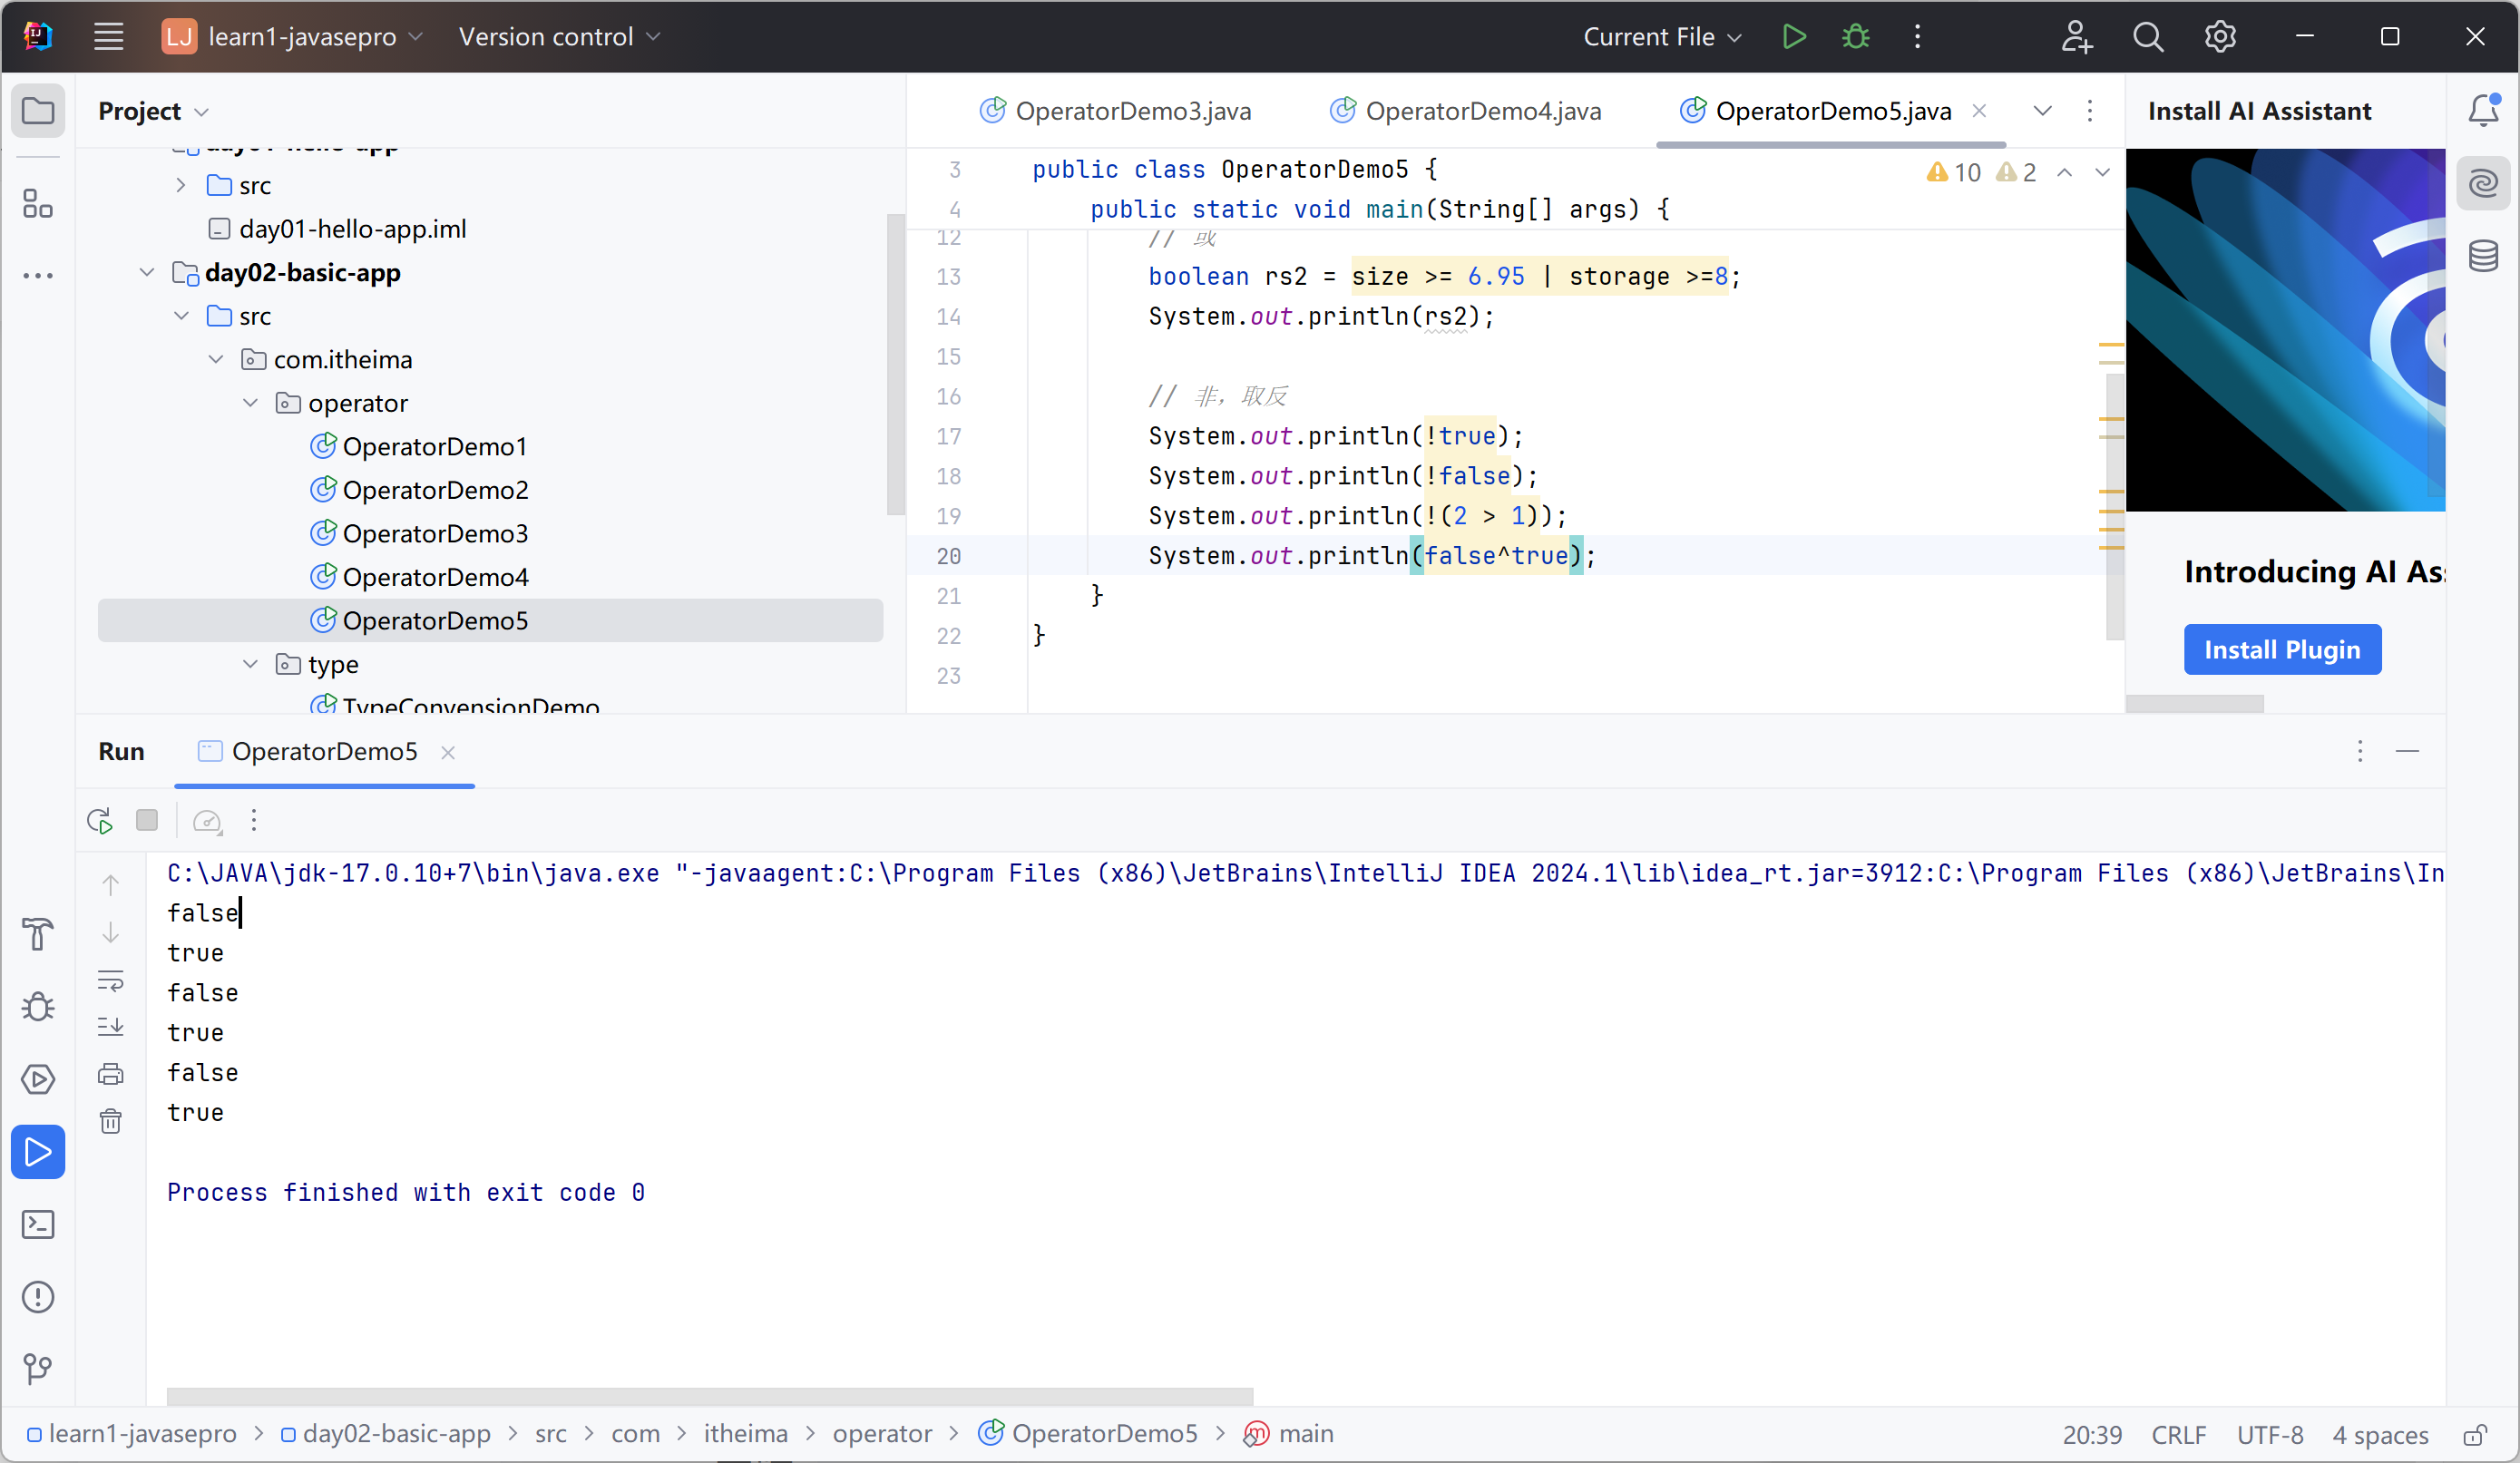 LJ learn1-javasepro Version control Current File
Project
day01-hello-app
src
day01-hello-app.iml
day02-basic-app
src
com.itheima
operator
OperatorDemo1
OperatorDemo2
OperatorDemo3
OperatorDemo4
OperatorDemo5
type
TypeConvensionDemo
OperatorDemo3.java OperatorDemo4.java OperatorDemo5.java
10 2
3 public class OperatorDemo5 {
4 public static void main(String[] args) {
12 // 或
13 boolean rs2 = size >= 6.95 | storage >=8;
14 System.out.println(rs2);
15
16 // 非，取反
17 System.out.println(!true);
18 System.out.println(!false);
19 System.out.println(!(2 > 1));
20 System.out.println(false^true);
21 }
22 }
23
Install AI Assistant
Introducing AI Ass
Install Plugin
Run OperatorDemo5
C:\JAVA\jdk-17.0.10+7\bin\java.exe "-javaagent:C:\Program Files (x86)\JetBrains\IntelliJ IDEA 2024.1\lib\idea_rt.jar=3912:C:\Program Files (x86)\JetBrains\In
false
true
false
true
false
true
Process finished with exit code 0
learn1-javasepro > day02-basic-app > src > com > itheima > operator > OperatorDemo5 > main 20:39 CRLF UTF-8 4 spaces